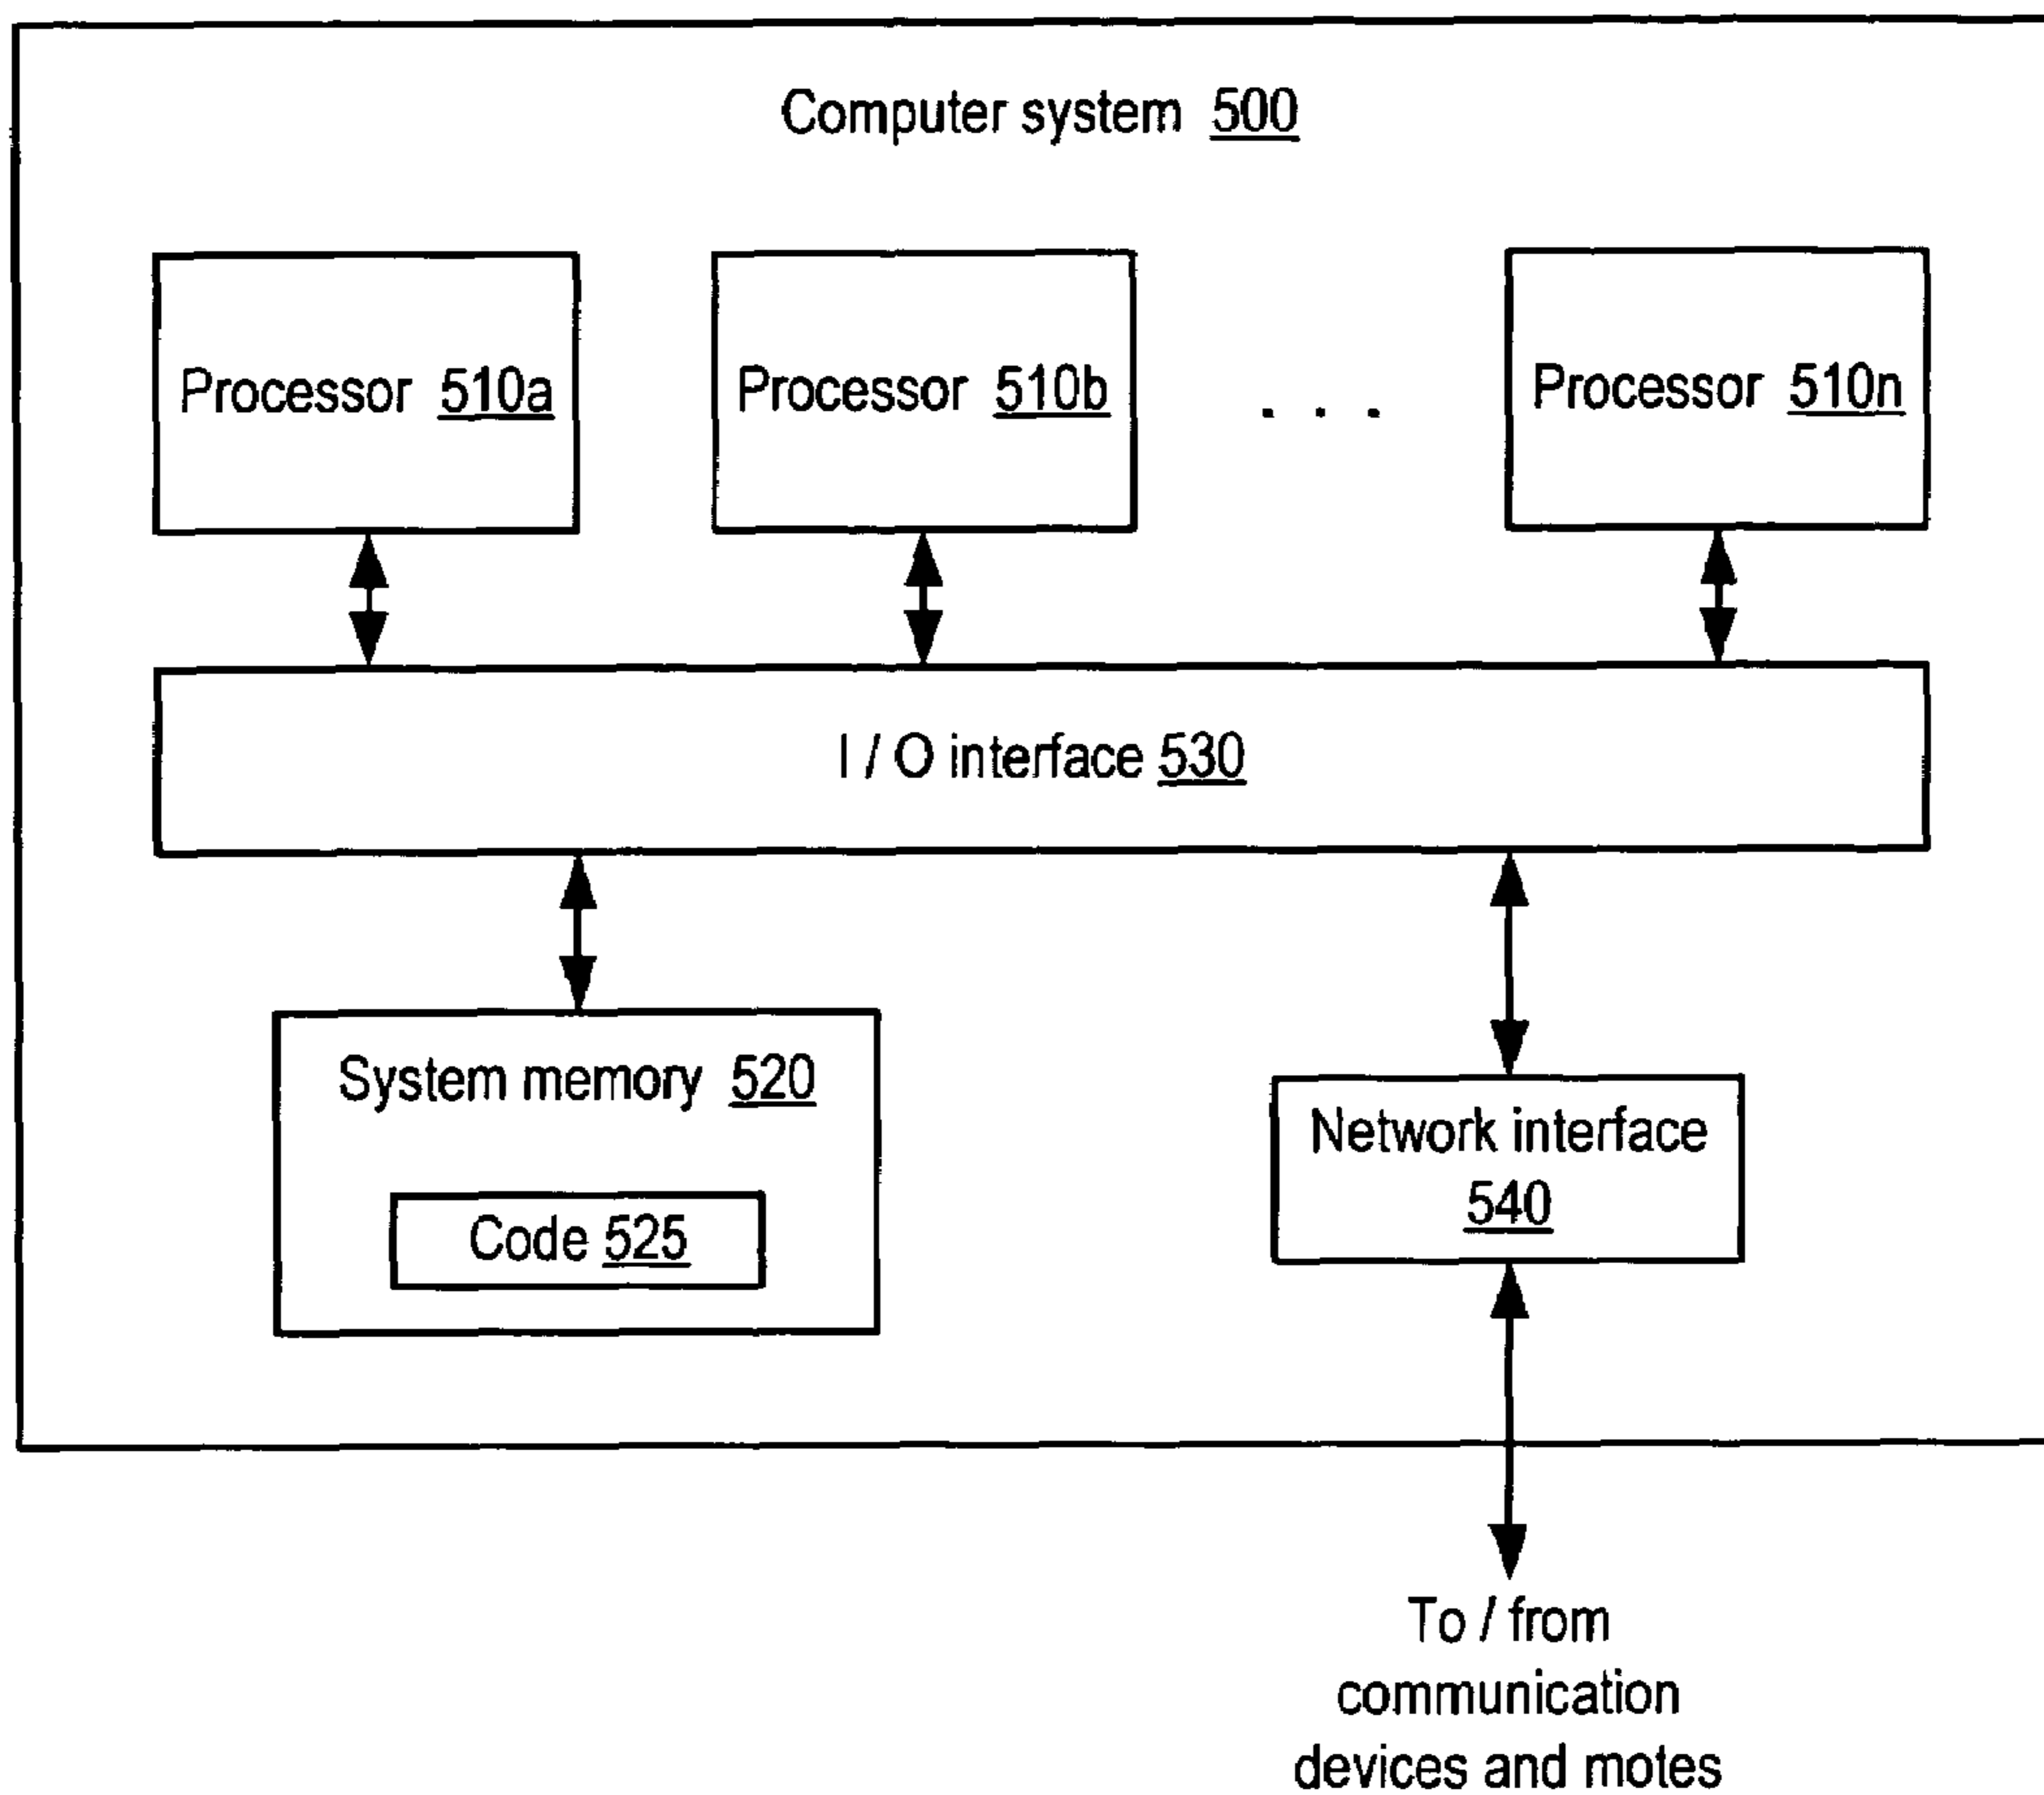 Computer system 500
Processor 510a
Processor 510b
. . .
Processor 510n
I / O interface 530
System memory 520
Code 525
Network interface
540
To / from
communication
devices and motes